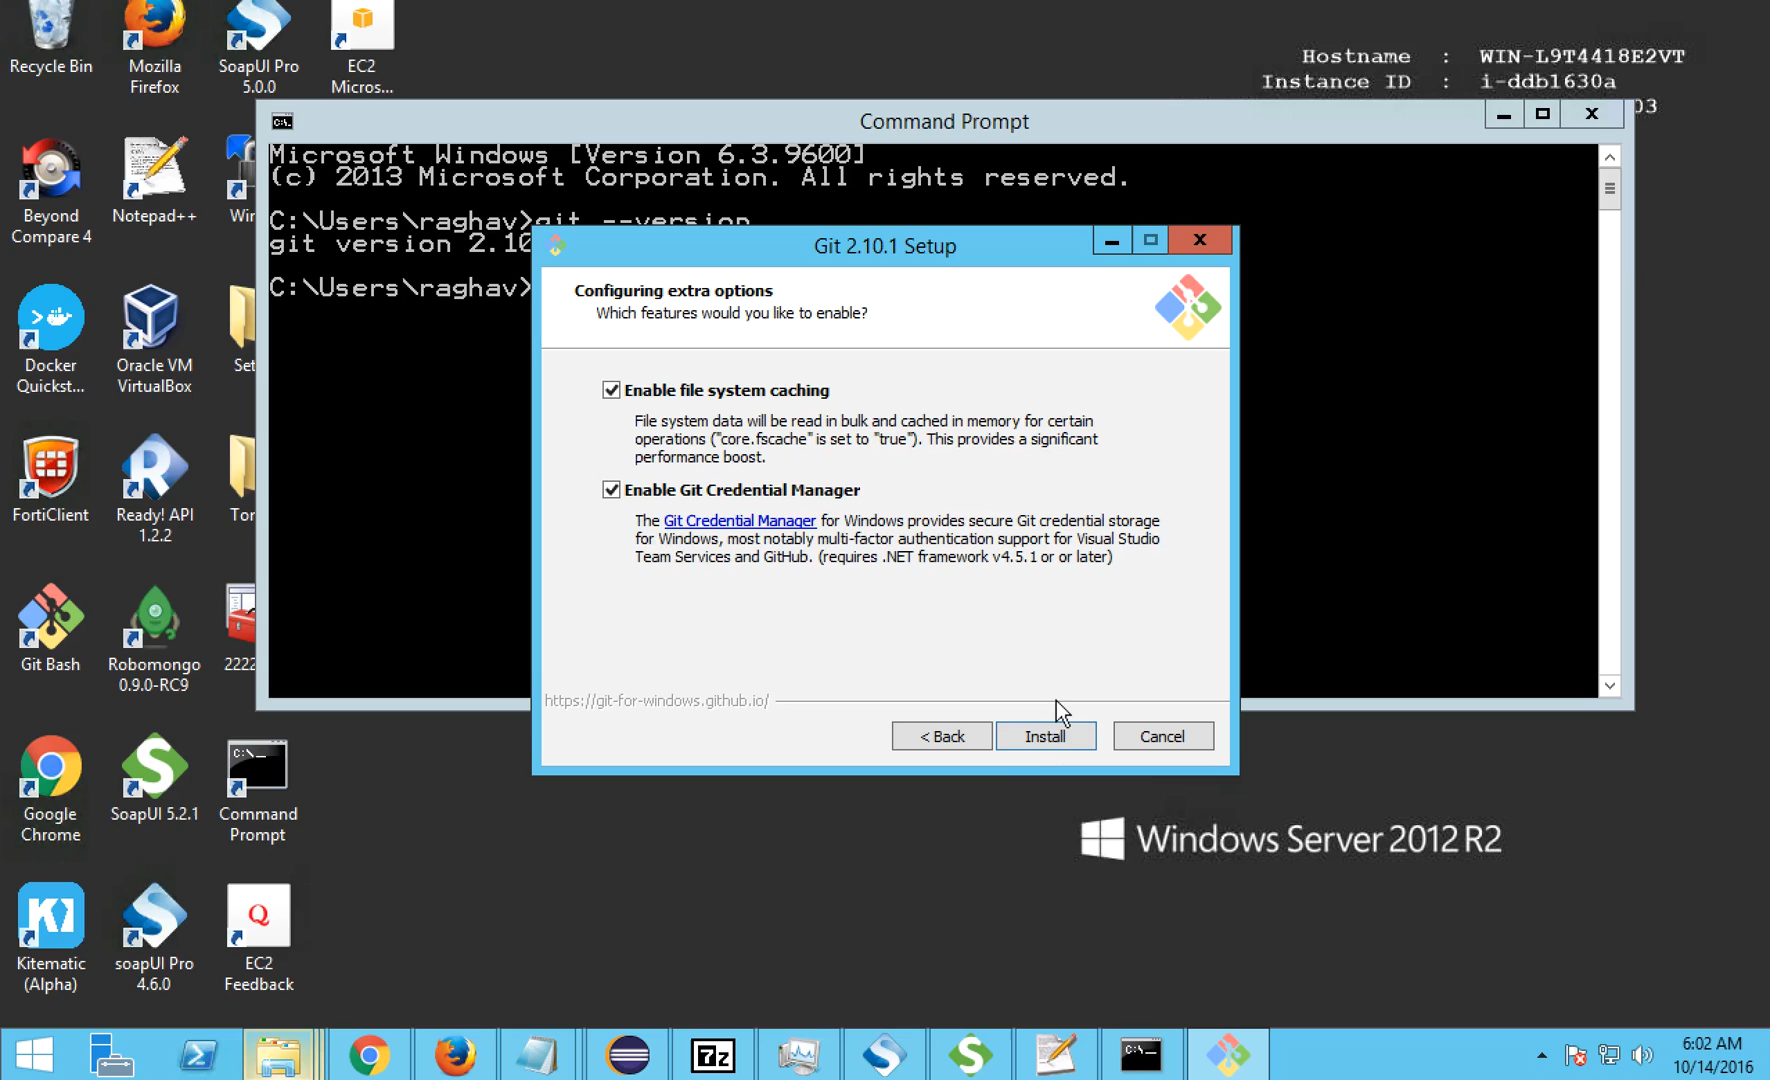 Recycle Bin
Mozilla
Firefox
SoapUI Pro
5.0.0
EC2
Micros...
Hostname : WIN-L9T4418E2VT
Instance ID : i-ddb1630a
03
Command Prompt
Microsoft Windows [Version 6.3.9600]
(c) 2013 Microsoft Corporation. All rights reserved.
C:\Users\raghav>git --version
git version 2.10
C:\Users\raghav>
Beyond
Compare 4
Notepad++
Win
Docker
Quickst...
Oracle VM
VirtualBox
Set
FortiClient
Ready! API
1.2.2
Tor
Git Bash
Robomongo
0.9.0-RC9
2222
Google
Chrome
SoapUI 5.2.1
Command
Prompt
Kitematic
(Alpha)
soapUI Pro
4.6.0
EC2
Feedback
Git 2.10.1 Setup
Configuring extra options
Which features would you like to enable?
Enable file system caching
File system data will be read in bulk and cached in memory for certain
operations ("core.fscache" is set to "true"). This provides a significant
performance boost.
Enable Git Credential Manager
The Git Credential Manager for Windows provides secure Git credential storage
for Windows, most notably multi-factor authentication support for Visual Studio
Team Services and GitHub. (requires .NET framework v4.5.1 or or later)
https://git-for-windows.github.io/
< Back
Install
Cancel
Windows Server 2012 R2
6:02 AM
10/14/2016